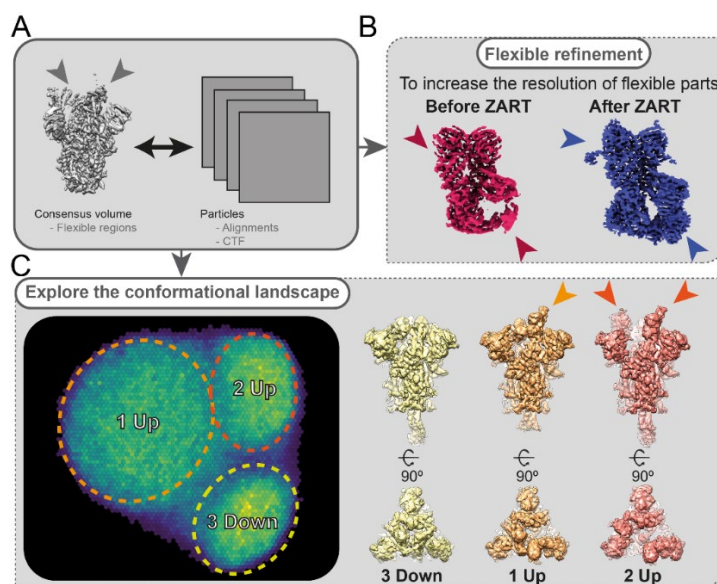 A
Consensus volume
- Flexible regions
Particles
- Alignments
- CTF
B
Flexible refinement
To increase the resolution of flexible parts
Before ZART
After ZART
C
Explore the conformational landscape
1 Up
2 Up
3 Down
90º
90º
90º
3 Down
1 Up
2 Up